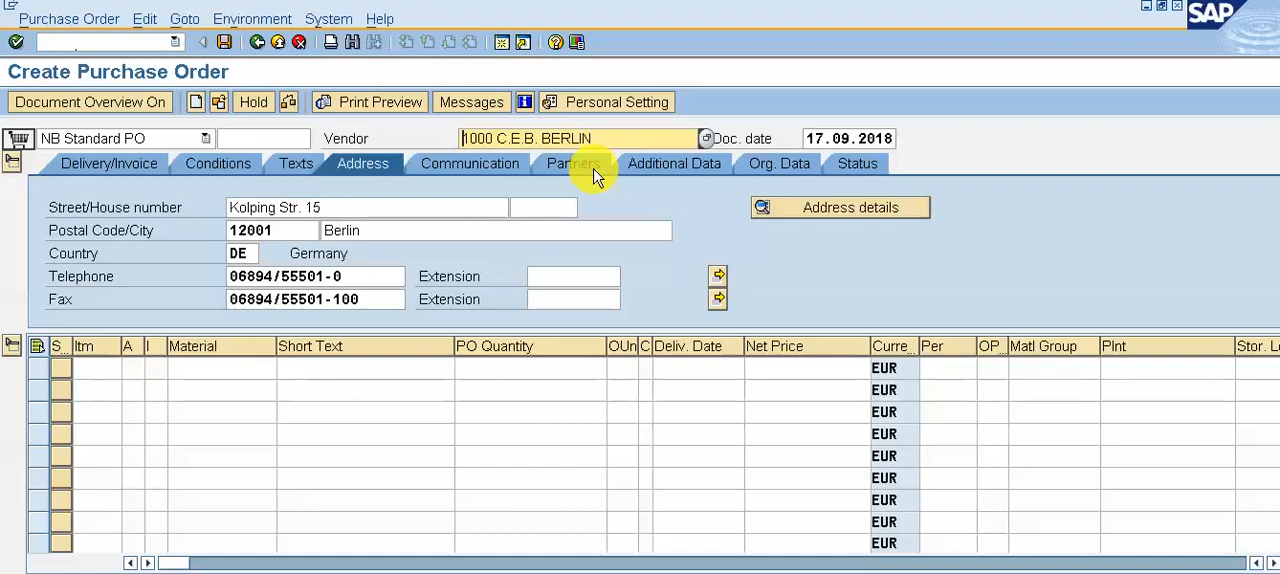 Purchase Order Edit Goto Environment System Help
SAP
Create Purchase Order
Document Overview On Hold Print Preview Messages Personal Setting
NB Standard PO Vendor 1000 C.E.B. BERLIN Doc. date 17.09.2018
Delivery/Invoice Conditions Texts Address Communication Partners Additional Data Org. Data Status
Street/House number Kolping Str. 15 Address details
Postal Code/City 12001 Berlin
Country DE Germany
Telephone 06894/55501-0 Extension
Fax 06894/55501-100 Extension
S... Itm A I Material Short Text PO Quantity OUn C Deliv. Date Net Price Curre... Per OP... Matl Group Plnt Stor. L
EUR
EUR
EUR
EUR
EUR
EUR
EUR
EUR
EUR